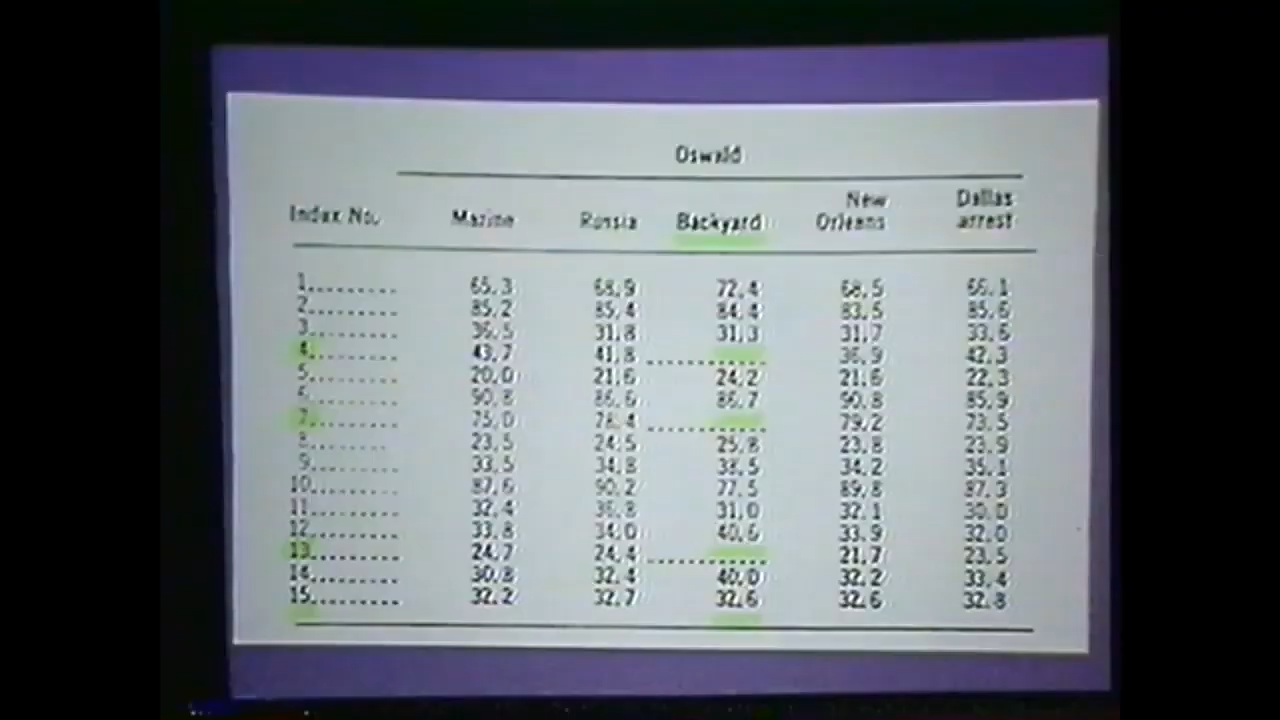 Oswald
Index No. Marine Russia Backyard New Orleans Dallas arrest
1.......... 65.3 68.9 72.4 68.5 66.1
2.......... 85.2 85.4 84.4 83.5 85.6
3.......... 36.5 31.8 31.3 31.7 33.6
4.......... 43.7 41.8 .......... 36.9 42.3
5.......... 20.0 21.6 24.2 21.6 22.3
6.......... 90.8 86.6 86.7 90.8 85.9
7.......... 75.0 78.4 .......... 79.2 73.5
8.......... 23.5 24.5 25.8 23.8 23.9
9.......... 33.5 34.8 38.5 34.2 35.1
10.......... 87.6 90.2 77.5 89.8 87.3
11.......... 32.4 36.8 31.0 32.1 30.0
12.......... 33.8 34.0 40.6 33.9 32.0
13.......... 24.7 24.4 .......... 21.7 23.5
14.......... 30.8 32.4 40.0 32.2 33.4
15.......... 32.2 32.7 32.6 32.6 32.8